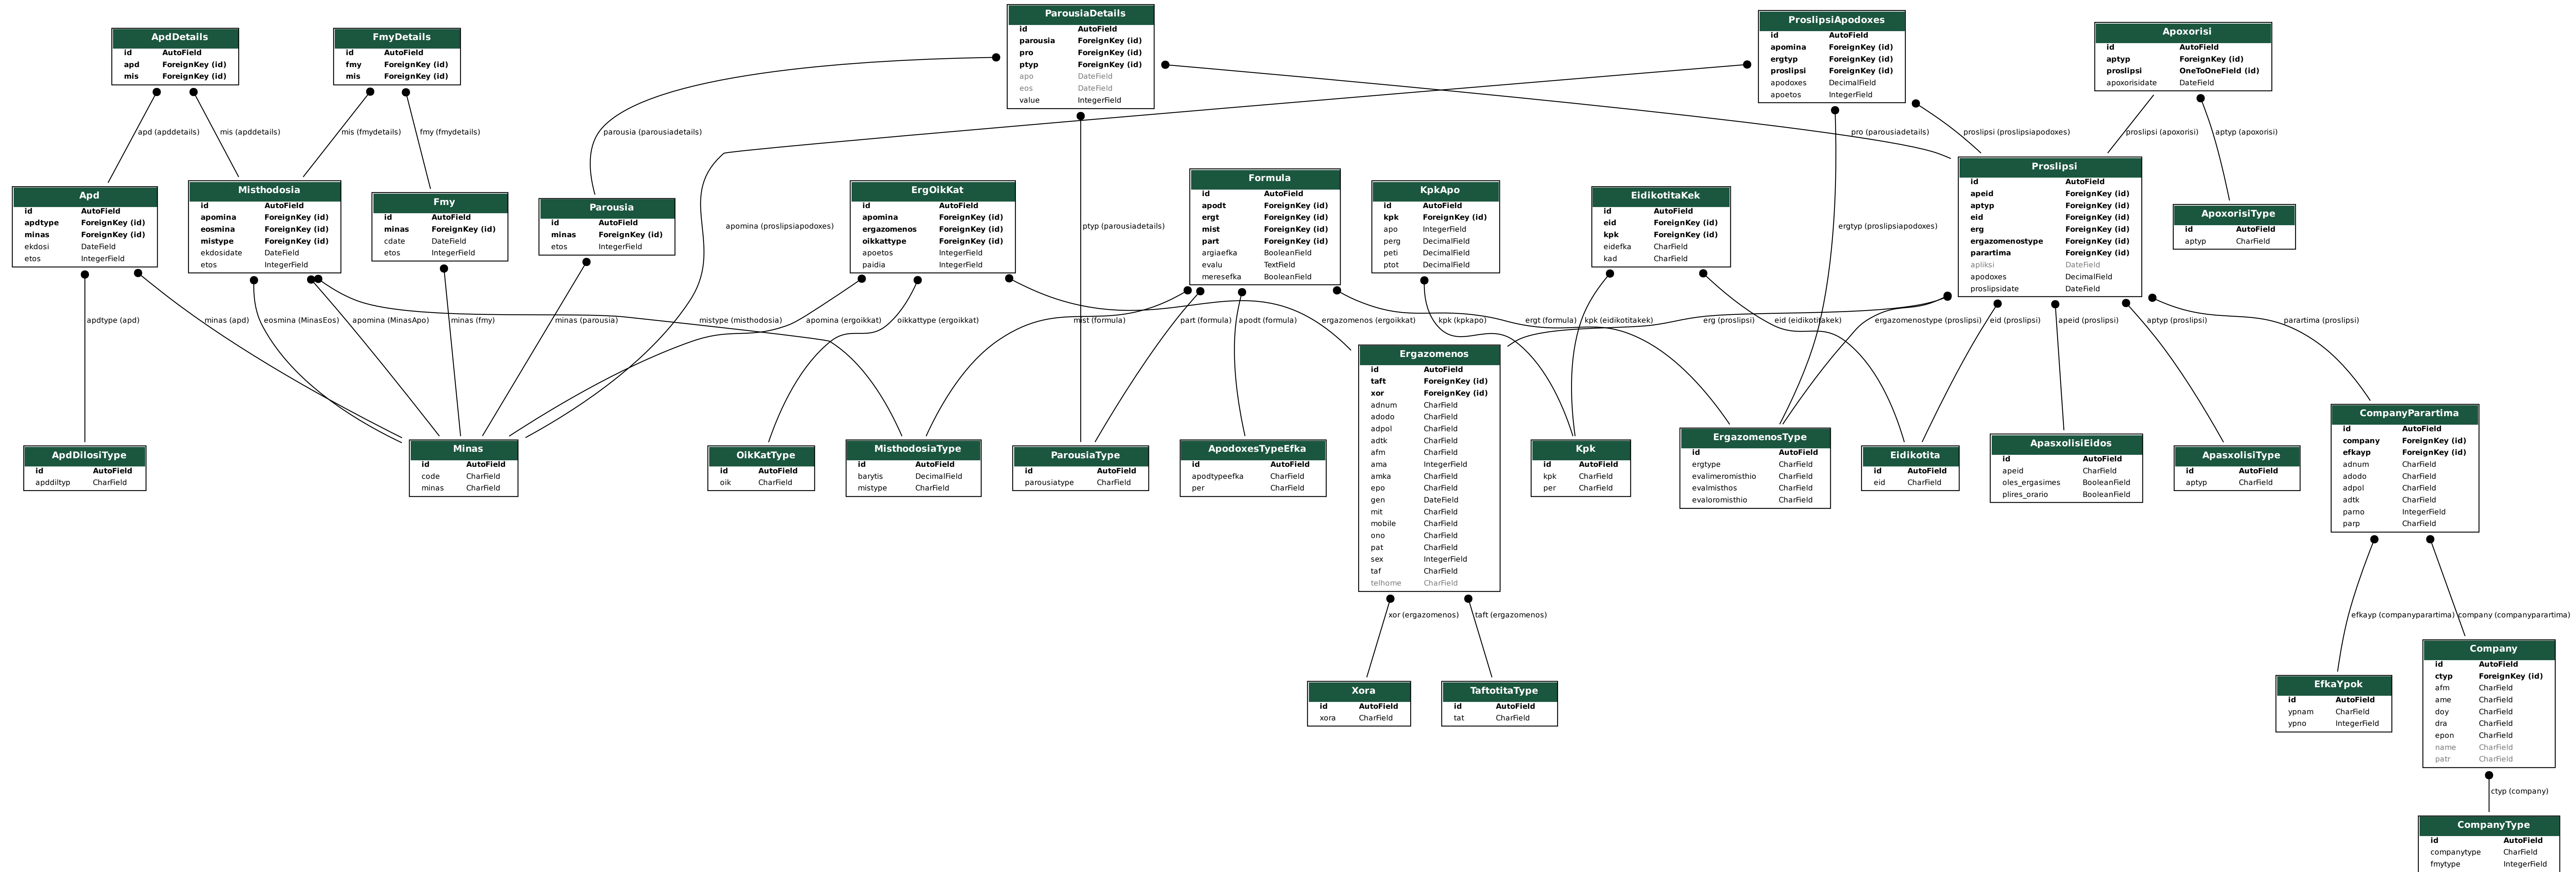 ParousiaDetails
id AutoField
parousia ForeignKey (id)
pro ForeignKey (id)
ptyp ForeignKey (id)
apo DateField
eos DateField
value IntegerField
ProslipsiApodoxes
id AutoField
apomina ForeignKey (id)
ergtyp ForeignKey (id)
proslipsi ForeignKey (id)
apodoxes DecimalField
apoetos IntegerField
Apoxorisi
id AutoField
aptyp ForeignKey (id)
proslipsi OneToOneField (id)
apoxorisidate DateField
ApdDetails
id AutoField
apd ForeignKey (id)
mis ForeignKey (id)
FmyDetails
id AutoField
fmy ForeignKey (id)
mis ForeignKey (id)
apd (apddetails)
mis (apddetails)
mis (fmydetails)
fmy (fmydetails)
parousia (parousiadetails)
pro (parousiadetails)
proslipsi (proslipsiapodoxes)
proslipsi (apoxorisi)
aptyp (apoxorisi)
Apd
id AutoField
apdtype ForeignKey (id)
minas ForeignKey (id)
ekdosi DateField
etos IntegerField
Misthodosia
id AutoField
apomina ForeignKey (id)
eosmina ForeignKey (id)
mistype ForeignKey (id)
ekdosidate DateField
etos IntegerField
Fmy
id AutoField
minas ForeignKey (id)
cdate DateField
etos IntegerField
Parousia
id AutoField
minas ForeignKey (id)
etos IntegerField
apomina (proslipsiapodoxes)
ErgOikKat
id AutoField
apomina ForeignKey (id)
ergazomenos ForeignKey (id)
oikkattype ForeignKey (id)
apoetos IntegerField
paidia IntegerField
ptyp (parousiadetails)
Formula
id AutoField
apodt ForeignKey (id)
ergt ForeignKey (id)
mist ForeignKey (id)
part ForeignKey (id)
argiaefka BooleanField
evalu TextField
meresefka BooleanField
KpkApo
id AutoField
kpk ForeignKey (id)
apo IntegerField
perg DecimalField
peti DecimalField
ptot DecimalField
EidikotitaKek
id AutoField
eid ForeignKey (id)
kpk ForeignKey (id)
eidefka CharField
kad CharField
ergtyp (proslipsiapodoxes)
Proslipsi
id AutoField
apeid ForeignKey (id)
aptyp ForeignKey (id)
eid ForeignKey (id)
erg ForeignKey (id)
ergazomenostype ForeignKey (id)
parartima ForeignKey (id)
apliksi DateField
apodoxes DecimalField
proslipsidate DateField
ApoxorisiType
id AutoField
aptyp CharField
apdtype (apd)
minas (apd)
eosmina (MinasEos)
apomina (MinasApo)
minas (fmy)
minas (parousia)
mistype (misthodosia)
apomina (ergoikkat)
oikkattype (ergoikkat)
mist (formula)
part (formula)
apodt (formula)
ergazomenos (ergoikkat)
kpk (kpkapo)
ergt (formula)
kpk (eidikotitakek)
erg (proslipsi)
eid (eidikotitakek)
ergazomenostype (proslipsi)
eid (proslipsi)
apeid (proslipsi)
aptyp (proslipsi)
parartima (proslipsi)
ApdDilosiType
id AutoField
apddiltyp CharField
Minas
id AutoField
code CharField
minas CharField
OikKatType
id AutoField
oik CharField
MisthodosiaType
id AutoField
barytis DecimalField
mistype CharField
ParousiaType
id AutoField
parousiatype CharField
ApodoxesTypeEfka
id AutoField
apodtypeefka CharField
per CharField
Ergazomenos
id AutoField
taft ForeignKey (id)
xor ForeignKey (id)
adnum CharField
adodo CharField
adpol CharField
adtk CharField
afm CharField
ama IntegerField
amka CharField
epo CharField
gen DateField
mit CharField
mobile CharField
ono CharField
pat CharField
sex IntegerField
taf CharField
telhome CharField
Kpk
id AutoField
kpk CharField
per CharField
ErgazomenosType
id AutoField
ergtype CharField
evalimeromisthio CharField
evalmisthos CharField
evaloromisthio CharField
Eidikotita
id AutoField
eid CharField
ApasxolisiEidos
id AutoField
apeid CharField
oles_ergasimes BooleanField
plires_orario BooleanField
ApasxolisiType
id AutoField
aptyp CharField
CompanyParartima
id AutoField
company ForeignKey (id)
efkayp ForeignKey (id)
adnum CharField
adodo CharField
adpol CharField
adtk CharField
parno IntegerField
parp CharField
xor (ergazomenos)
taft (ergazomenos)
efkayp (companyparartima)
company (companyparartima)
Xora
id AutoField
xora CharField
TaftotitaType
id AutoField
tat CharField
EfkaYpok
id AutoField
ypnam CharField
ypno IntegerField
Company
id AutoField
ctyp ForeignKey (id)
afm CharField
ame CharField
doy CharField
dra CharField
epon CharField
name CharField
patr CharField
ctyp (company)
CompanyType
id AutoField
companytype CharField
fmytype IntegerField